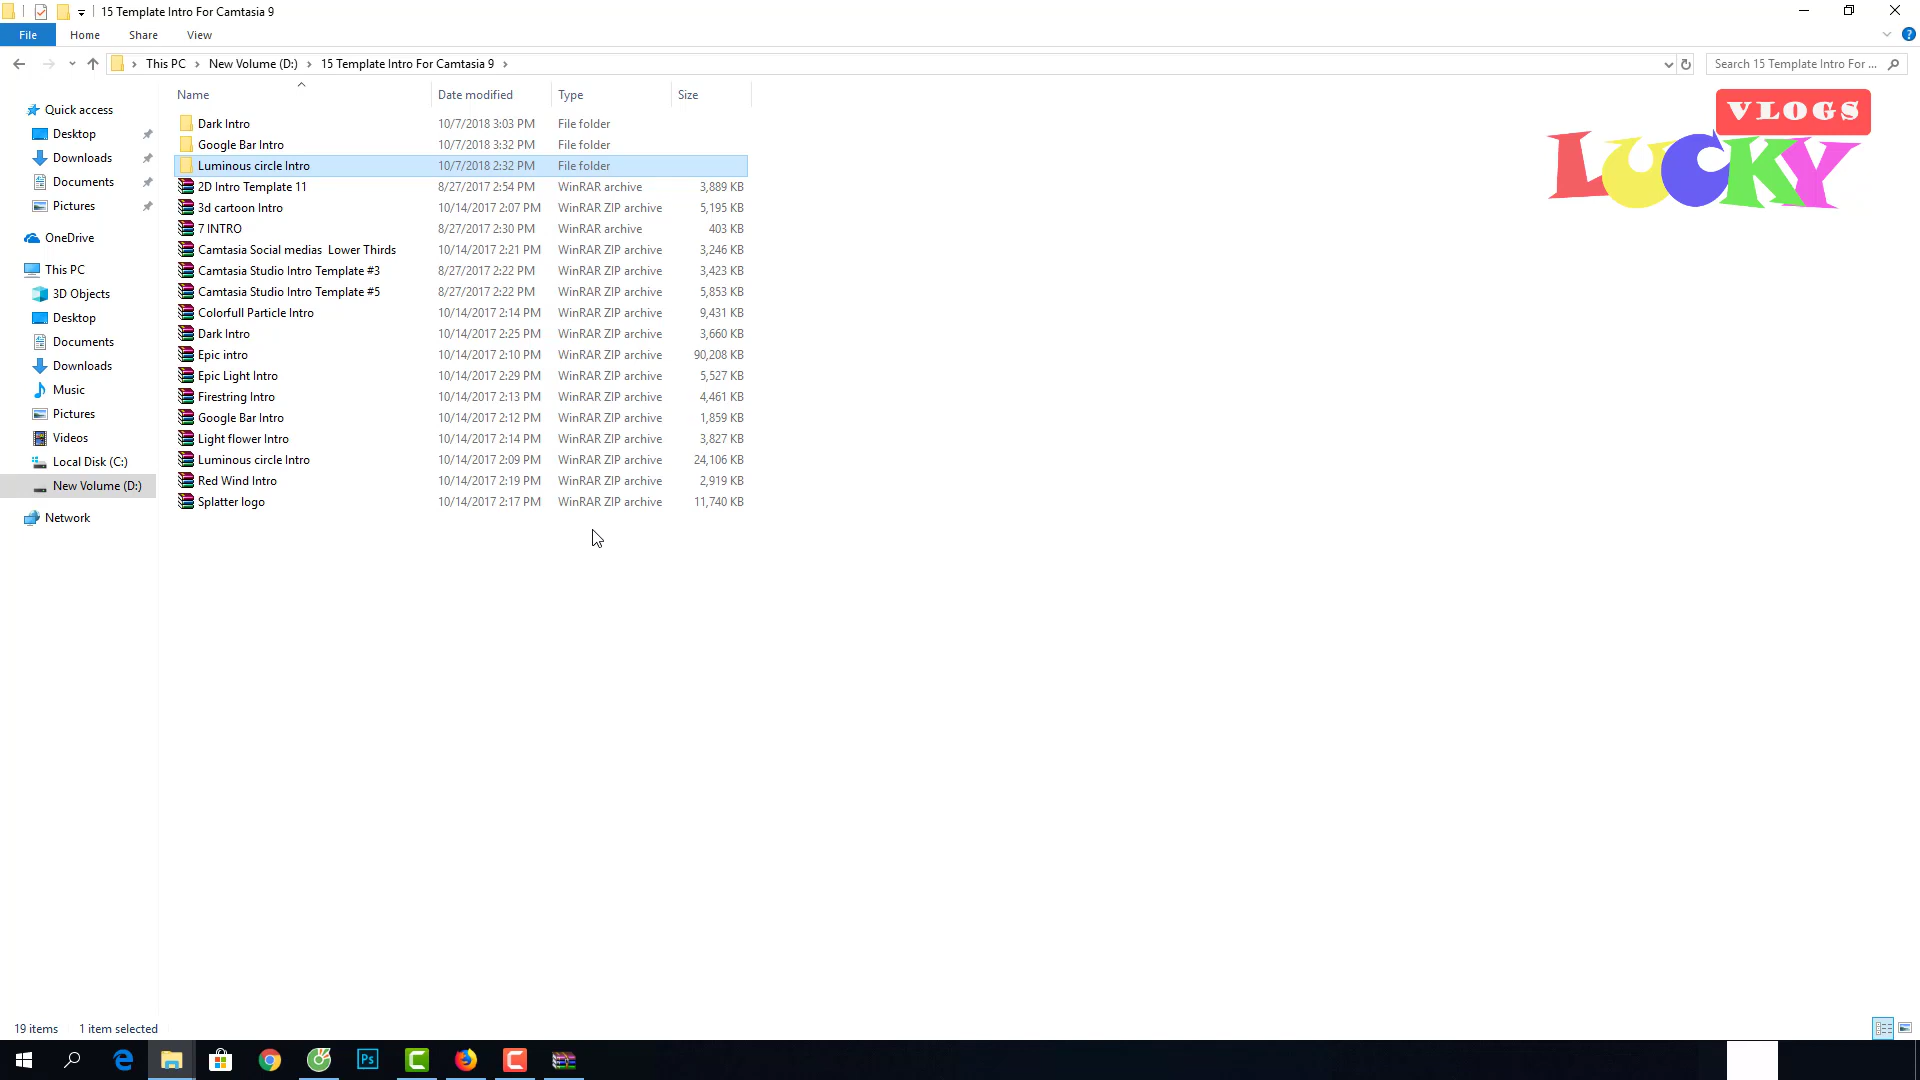 15 Template Intro For Camtasia 9
File Home Share View
This PC New Volume (D:) 15 Template Intro For Camtasia 9
Search 15 Template Intro For ...
VLOGS
LUCKY
Name Date modified Type Size
Quick access
Desktop
Downloads
Documents
Pictures
OneDrive
This PC
3D Objects
Desktop
Documents
Downloads
Music
Pictures
Videos
Local Disk (C:)
New Volume (D:)
Network
Dark Intro 10/7/2018 3:03 PM File folder
Google Bar Intro 10/7/2018 3:32 PM File folder
Luminous circle Intro 10/7/2018 2:32 PM File folder
2D Intro Template 11 8/27/2017 2:54 PM WinRAR archive 3,889 KB
3d cartoon Intro 10/14/2017 2:07 PM WinRAR ZIP archive 5,195 KB
7 INTRO 8/27/2017 2:30 PM WinRAR archive 403 KB
Camtasia Social medias Lower Thirds 10/14/2017 2:21 PM WinRAR ZIP archive 3,246 KB
Camtasia Studio Intro Template #3 8/27/2017 2:22 PM WinRAR ZIP archive 3,423 KB
Camtasia Studio Intro Template #5 8/27/2017 2:22 PM WinRAR ZIP archive 5,853 KB
Colorfull Particle Intro 10/14/2017 2:14 PM WinRAR ZIP archive 9,431 KB
Dark Intro 10/14/2017 2:25 PM WinRAR ZIP archive 3,660 KB
Epic intro 10/14/2017 2:10 PM WinRAR ZIP archive 90,208 KB
Epic Light Intro 10/14/2017 2:29 PM WinRAR ZIP archive 5,527 KB
Firestring Intro 10/14/2017 2:13 PM WinRAR ZIP archive 4,461 KB
Google Bar Intro 10/14/2017 2:12 PM WinRAR ZIP archive 1,859 KB
Light flower Intro 10/14/2017 2:14 PM WinRAR ZIP archive 3,827 KB
Luminous circle Intro 10/14/2017 2:09 PM WinRAR ZIP archive 24,106 KB
Red Wind Intro 10/14/2017 2:19 PM WinRAR ZIP archive 2,919 KB
Splatter logo 10/14/2017 2:17 PM WinRAR ZIP archive 11,740 KB
19 items 1 item selected
Ps